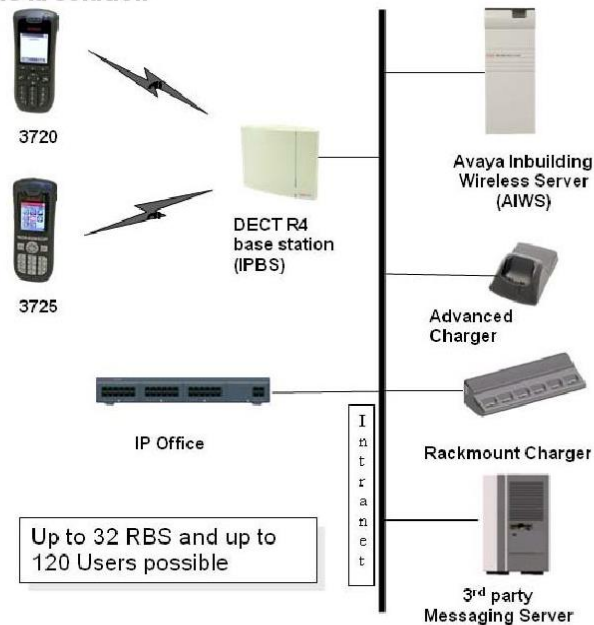 3720
3725
DECT R4
base station
(IPBS)
IP Office
Up to 32 RBS and up to
120 Users possible
Intranet
Avaya Inbuilding
Wireless Server
(AIWS)
Advanced
Charger
Rackmount Charger
3rd party
Messaging Server